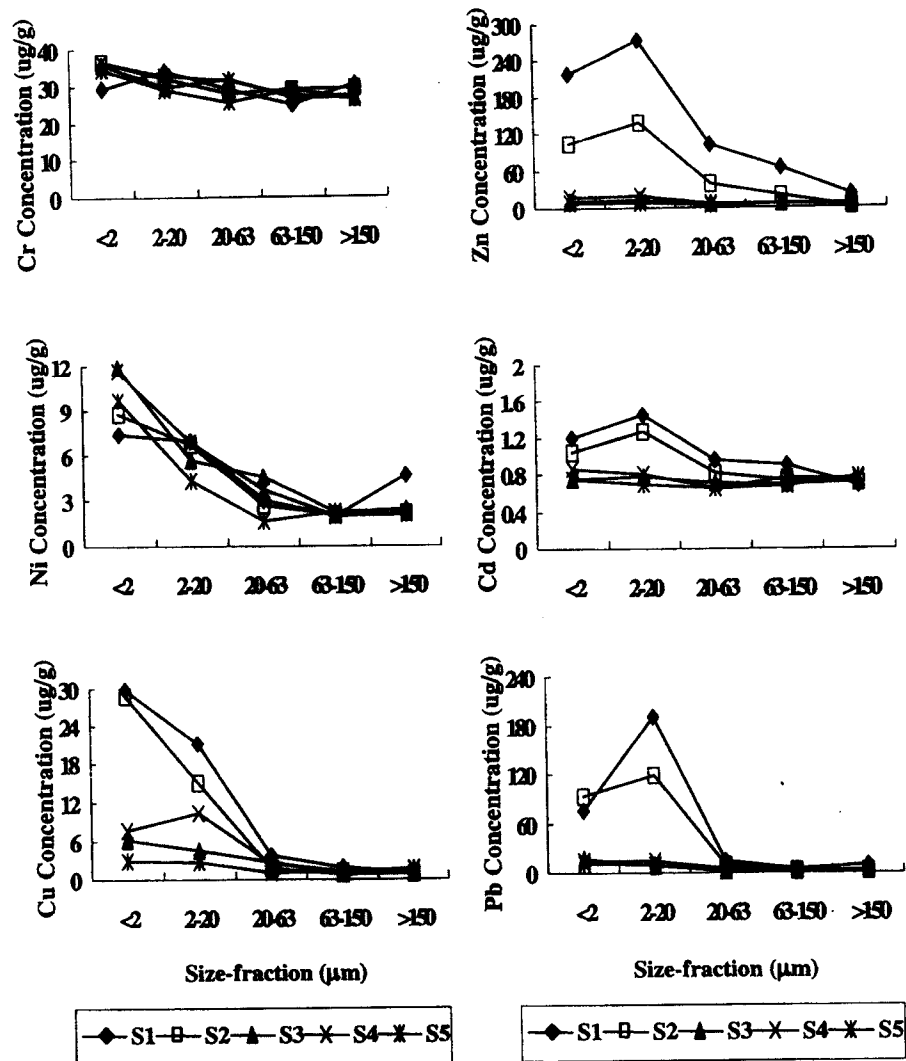 Cr Concentration (ug/g)
40
30
20
10
0
<2 2-20 20-63 63-150 >150
Zn Concentration (ug/g)
300
240
180
120
60
0
<2 2-20 20-63 63-150 >150
Ni Concentration (ug/g)
12
9
6
3
0
<2 2-20 20-63 63-150 >150
Cd Concentration (ug/g)
2
1.6
1.2
0.8
0.4
0
<2 2-20 20-63 63-150 >150
Cu Concentration (ug/g)
30
24
18
12
6
0
<2 2-20 20-63 63-150 >150
Size-fraction (μm)
Pb Concentration (ug/g)
240
180
120
60
0
<2 2-20 20-63 63-150 >150
Size-fraction (μm)
S1 S2 S3 S4 S5
S1 S2 S3 S4 S5